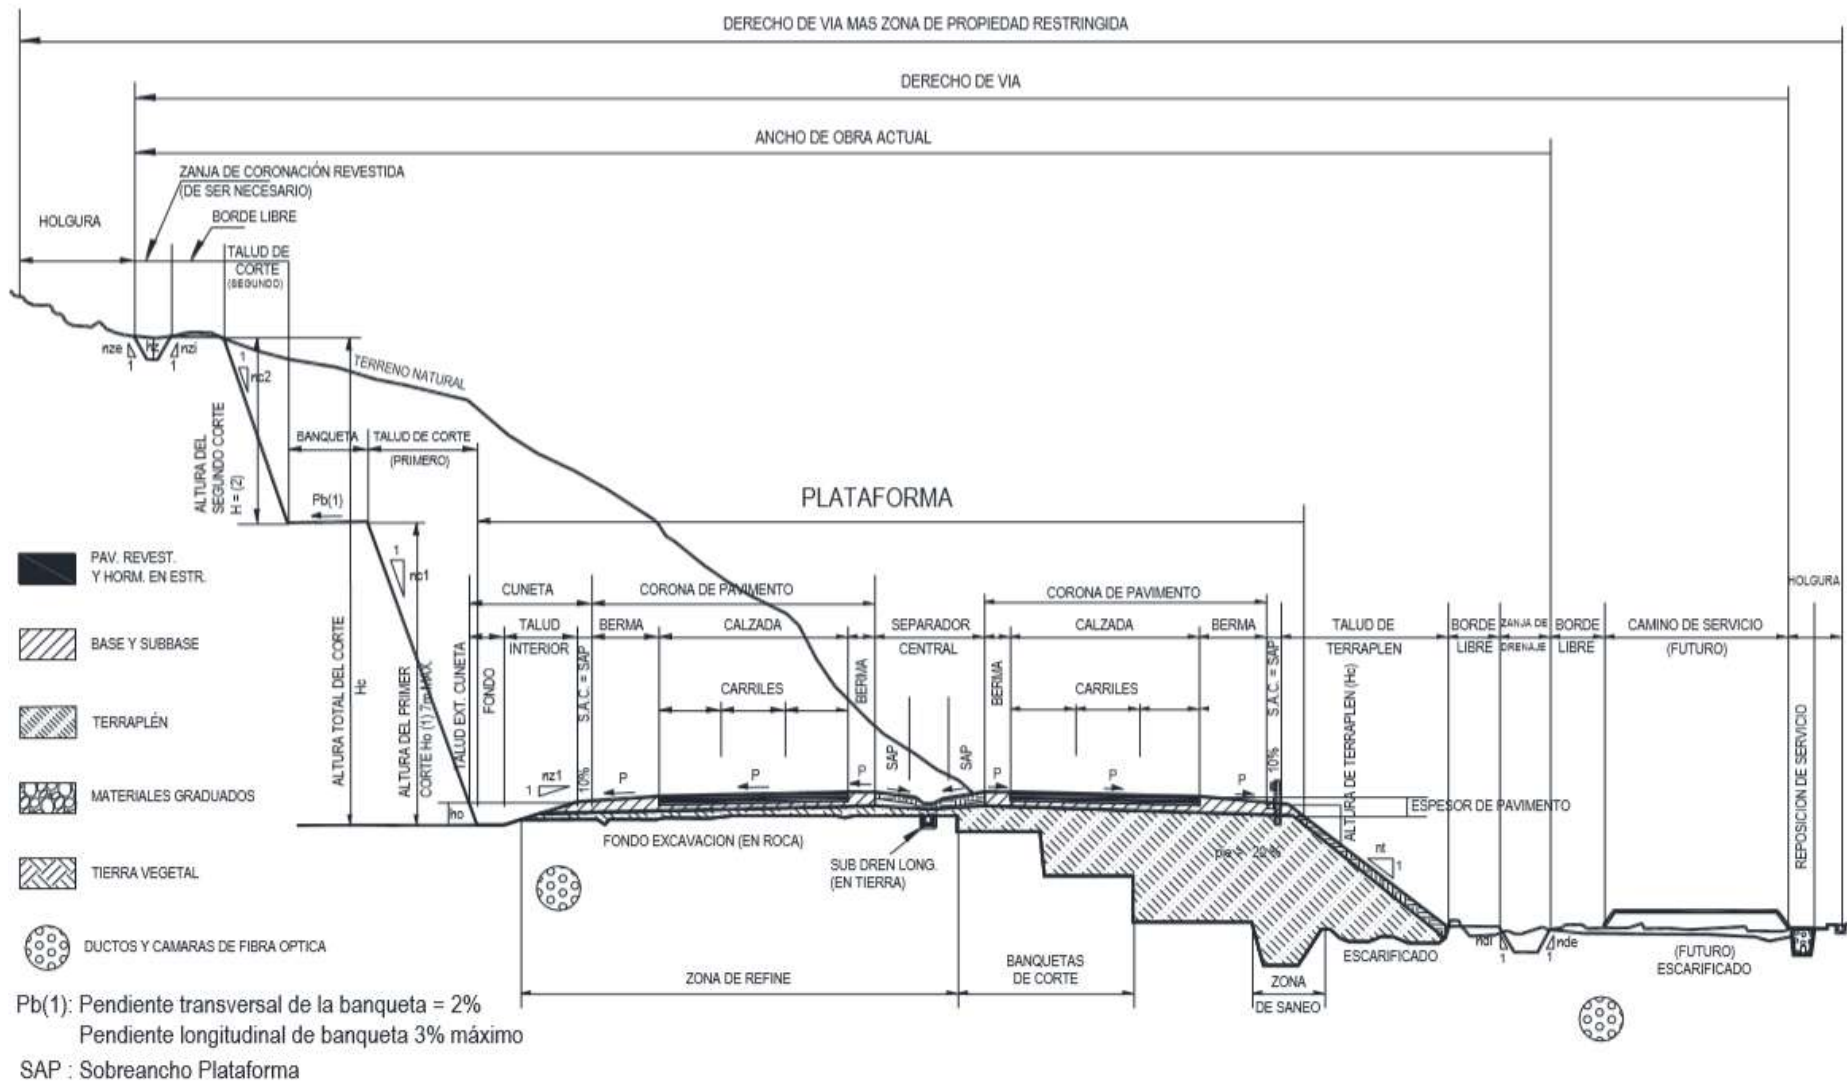 DERECHO DE VIA MAS ZONA DE PROPIEDAD RESTRINGIDA
DERECHO DE VIA
ANCHO DE OBRA ACTUAL
ZANJA DE CORONACIÓN REVESTIDA
(DE SER NECESARIO)
HOLGURA
BORDE LIBRE
TALUD DE
CORTE
(SEGUNDO)
nze
hz
nzi
1
1
1
nc2
TERRENO NATURAL
ALTURA DEL
SEGUNDO CORTE
H = (2)
BANQUETA
TALUD DE CORTE
(PRIMERO)
Pb(1)
PLATAFORMA
1
nc1
ALTURA TOTAL DEL CORTE
Hc
ALTURA DEL PRIMER
CORTE Ho (1) 7m MAX
TALUD EXT. CUNETA
CUNETA
CORONA DE PAVIMENTO
CORONA DE PAVIMENTO
HOLGURA
FONDO
TALUD
INTERIOR
S.A.C. = SAP
10%
BERMA
CALZADA
BERMA
SEPARADOR
CENTRAL
BERMA
CALZADA
BERMA
S.A.C. = SAP
10%
TALUD DE
TERRAPLEN
BORDE
LIBRE
ZANJA DE
DRENAJE
BORDE
LIBRE
CAMINO DE SERVICIO
(FUTURO)
CARRILES
CARRILES
SAP
SAP
ALTURA DE TERRAPLEN (Hc)
REPOSICION DE SERVICIO
1
nz1
P
P
P
P
P
P
ho
ESPESOR DE PAVIMENTO
FONDO EXCAVACION (EN ROCA)
SUB DREN LONG.
(EN TIERRA)
nt
1
ndi
1
nde
1
ESCARIFICADO
(FUTURO)
ESCARIFICADO
ZONA DE REFINE
BANQUETAS
DE CORTE
ZONA
DE SANEO
PAV. REVEST.
Y HORM. EN ESTR.
BASE Y SUBBASE
TERRAPLÉN
MATERIALES GRADUADOS
TIERRA VEGETAL
DUCTOS Y CAMARAS DE FIBRA OPTICA
Pb(1): Pendiente transversal de la banqueta = 2%
Pendiente longitudinal de banqueta 3% máximo
SAP : Sobreancho Plataforma